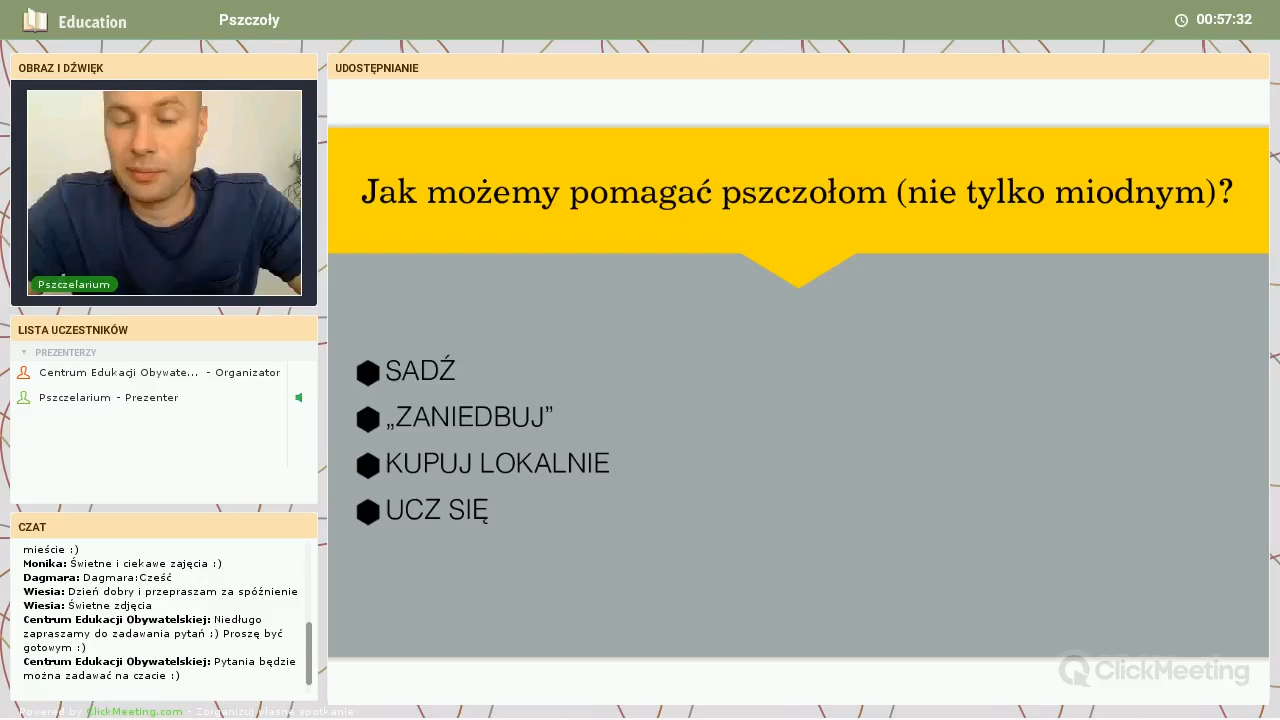 Education
Pszczoły
00:57:32
OBRAZ I DŹWIĘK
Pszczelarium
LISTA UCZESTNIKÓW
PREZENTERZY
Centrum Edukacji Obywate... - Organizator
Pszczelarium - Prezenter
CZAT
mieście :)
Monika: Świetne i ciekawe zajęcia :)
Dagmara: Dagmara:Cześć
Wiesia: Dzień dobry i przepraszam za spóźnienie
Wiesia: Świetne zdjęcia
Centrum Edukacji Obywatelskiej: Niedługo
zapraszamy do zadawania pytań ;) Proszę być
gotowym :)
Centrum Edukacji Obywatelskiej: Pytania będzie
można zadawać na czacie :)
Powered by ClickMeeting.com - Zorganizuj własne spotkanie
UDOSTĘPNIANIE
Jak możemy pomagać pszczołom (nie tylko miodnym)?
SADŹ
„ZANIEDBUJ”
KUPUJ LOKALNIE
UCZ SIĘ
ClickMeeting